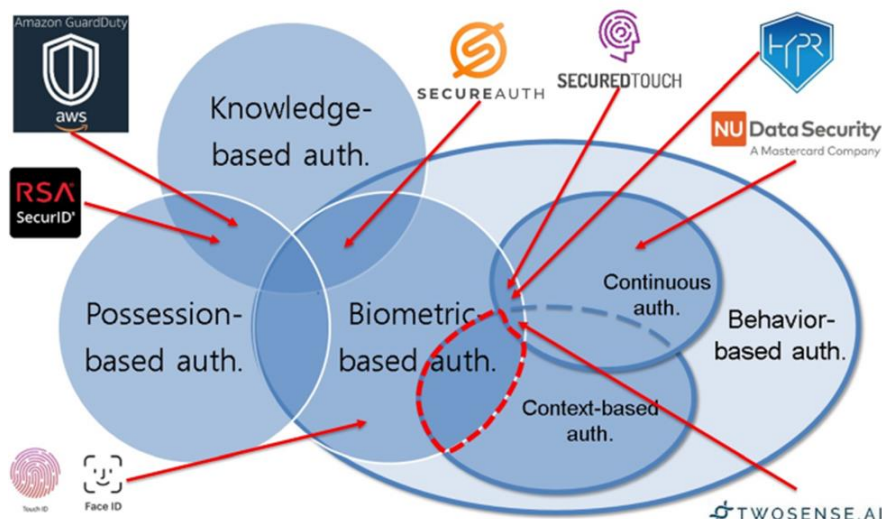 Amazon GuardDuty
aws
RSA
SecurID
SECUREAUTH
SECUREDTOUCH
HYPR
NU Data Security
A Mastercard Company
Knowledge-
based auth.
Possession-
based auth.
Biometric-
based auth.
Continuous
auth.
Behavior-
based auth.
Context-based
auth.
Touch ID
Face ID
TWOSENSE.AI